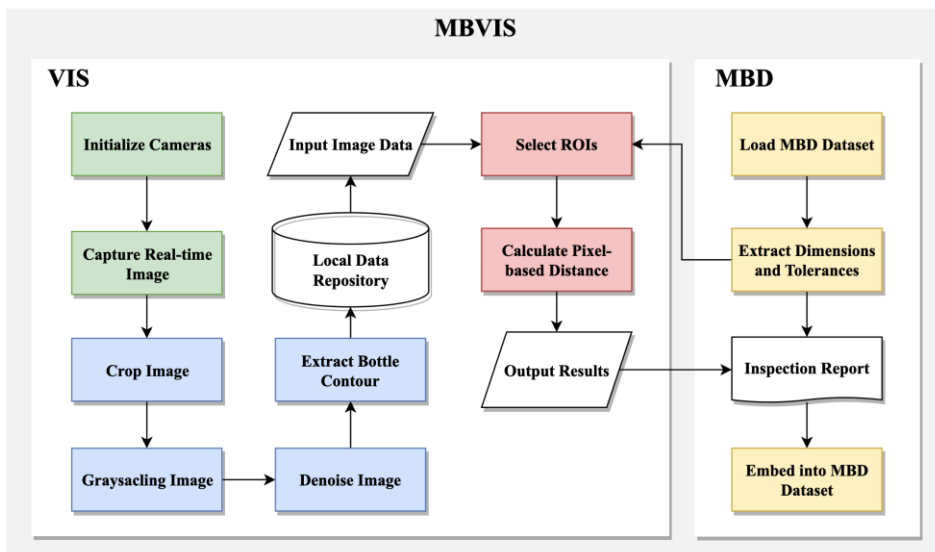 MBVIS
VIS
Initialize Cameras
Capture Real-time
Image
Crop Image
Graysacling Image
Denoise Image
Extract Bottle
Contour
Local Data
Repository
Input Image Data
Select ROIs
Calculate Pixel-
based Distance
Output Results
MBD
Load MBD Dataset
Extract Dimensions
and Tolerances
Inspection Report
Embed into MBD
Dataset